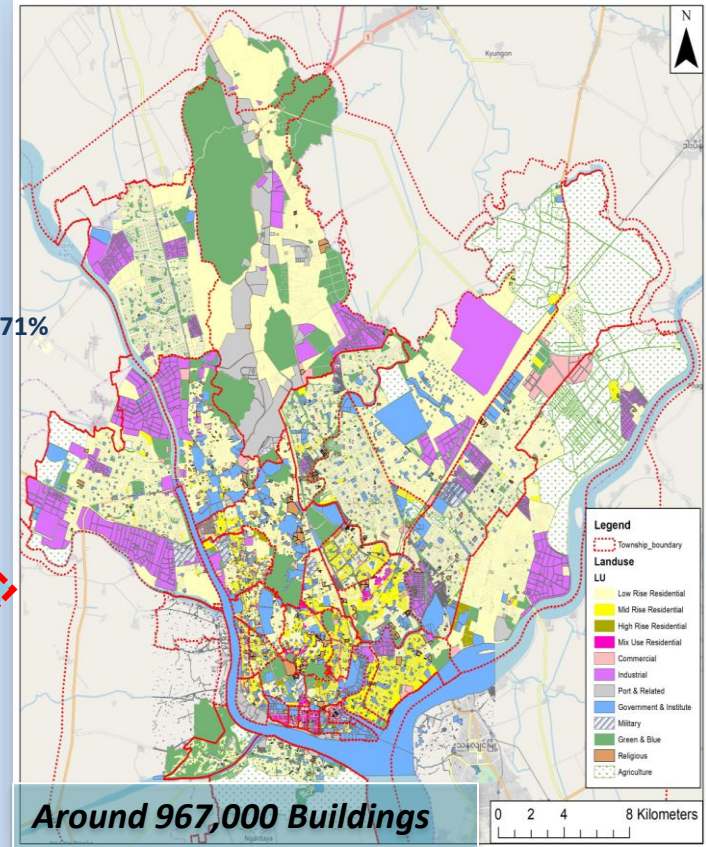 N
1
Kyungon
71%
Legend
Township_boundary
Landuse
LU
Low Rise Residential
Mid Rise Residential
High Rise Residential
Mix Use Residential
Commercial
Industrial
Port & Related
Government & Institute
Military
Green & Blue
Religious
Agriculture
Around 967,000 Buildings
0 2 4 8 Kilometers